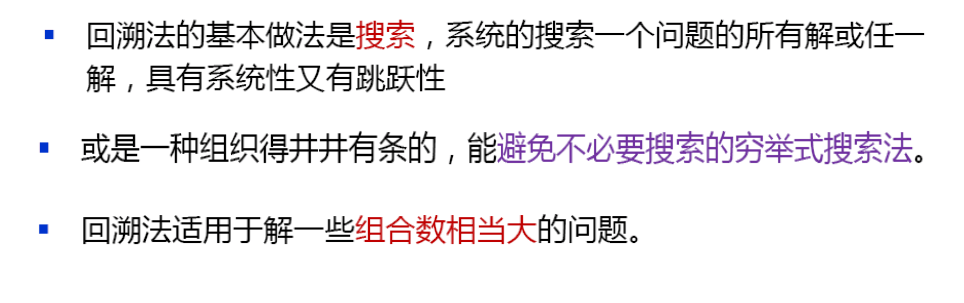 ▪ 回溯法的基本做法是搜索，系统的搜索一个问题的所有解或任一
解，具有系统性又有跳跃性
▪ 或是一种组织得井井有条的，能避免不必要搜索的穷举式搜索法。
▪ 回溯法适用于解一些组合数相当大的问题。